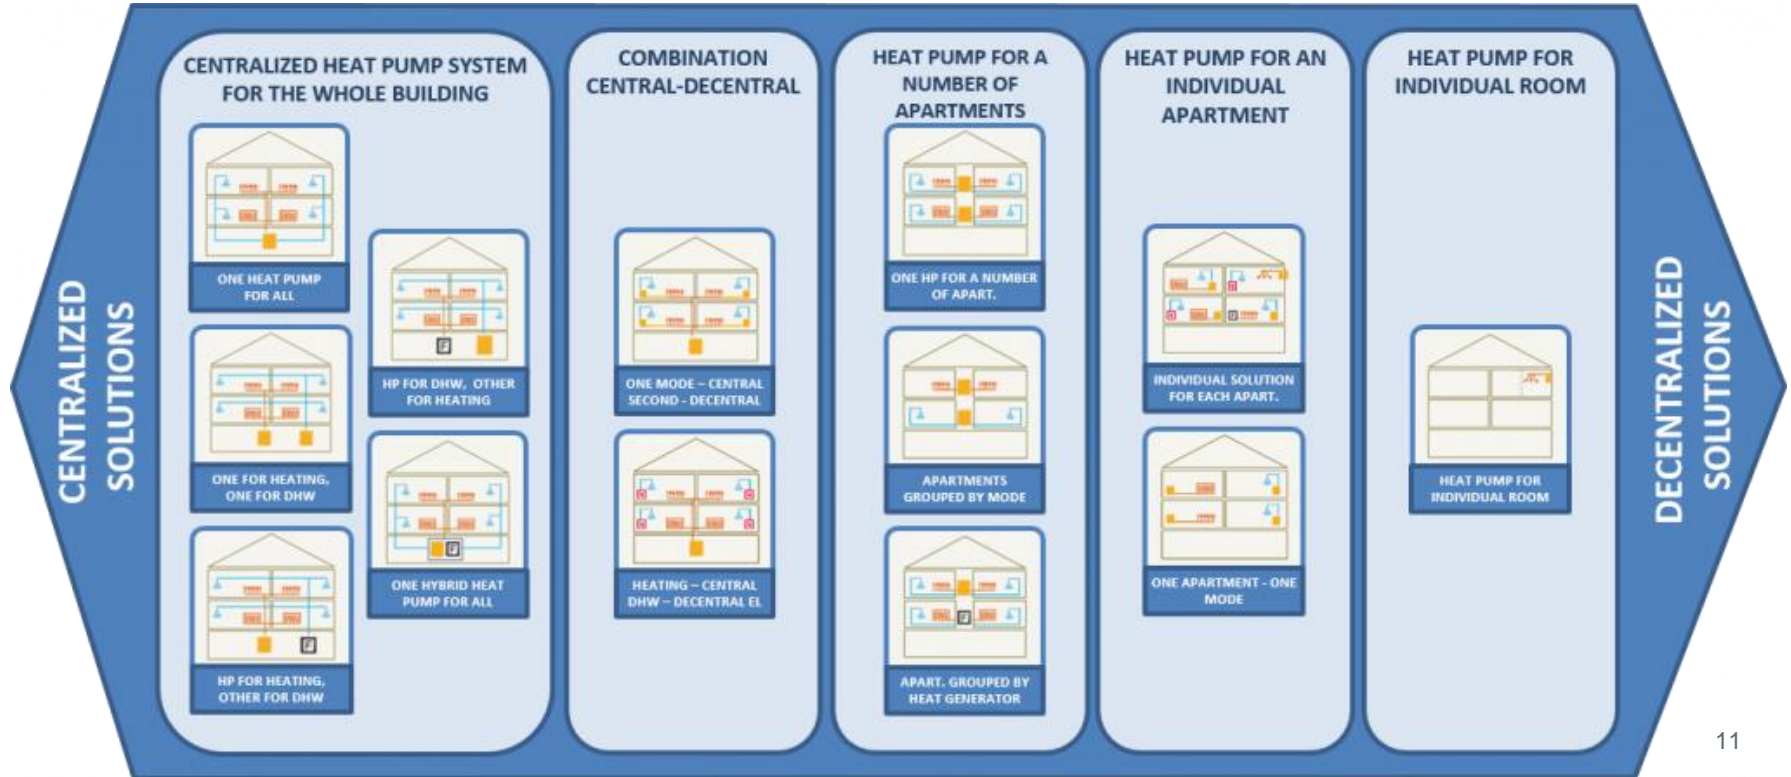 CENTRALIZED
SOLUTIONS
CENTRALIZED HEAT PUMP SYSTEM
FOR THE WHOLE BUILDING
ONE HEAT PUMP
FOR ALL
ONE FOR HEATING,
ONE FOR DHW
F
HP FOR HEATING,
OTHER FOR DHW
F
HP FOR DHW, OTHER
FOR HEATING
F
ONE HYBRID HEAT
PUMP FOR ALL
COMBINATION
CENTRAL-DECENTRAL
ONE MODE – CENTRAL
SECOND - DECENTRAL
HEATING – CENTRAL
DHW – DECENTRAL EL
HEAT PUMP FOR A
NUMBER OF
APARTMENTS
ONE HP FOR A NUMBER
OF APART.
APARTMENTS
GROUPED BY MODE
F
APART. GROUPED BY
HEAT GENERATOR
HEAT PUMP FOR AN
INDIVIDUAL
APARTMENT
F
INDIVIDUAL SOLUTION
FOR EACH APART.
ONE APARTMENT - ONE
MODE
HEAT PUMP FOR
INDIVIDUAL ROOM
HEAT PUMP FOR
INDIVIDUAL ROOM
DECENTRALIZED
SOLUTIONS
11